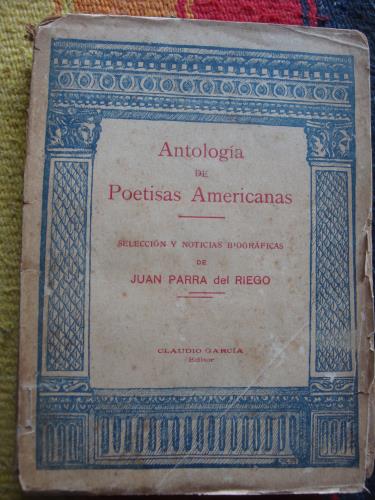 Antología
DE
Poetisas Americanas
SELECCIÓN Y NOTICIAS BIOGRÁFICAS
DE
JUAN PARRA del RIEGO
CLAUDIO GARCÍA
Editor